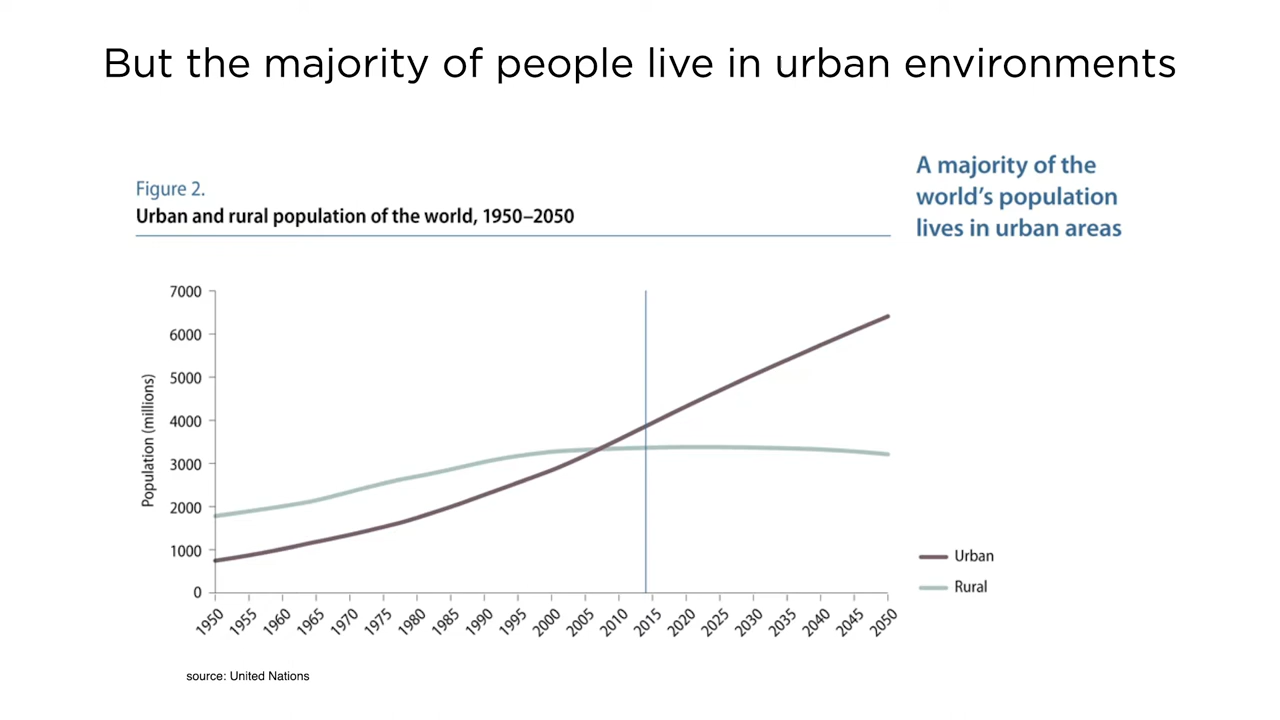 But the majority of people live in urban environments
A majority of the
world's population
lives in urban areas
Figure 2.
Urban and rural population of the world, 1950–2050
7000
6000
5000
4000
3000
2000
1000
0
Population (millions)
1950 1955 1960 1965 1970 1975 1980 1985 1990 1995 2000 2005 2010 2015 2020 2025 2030 2035 2040 2045 2050
Urban
Rural
source: United Nations